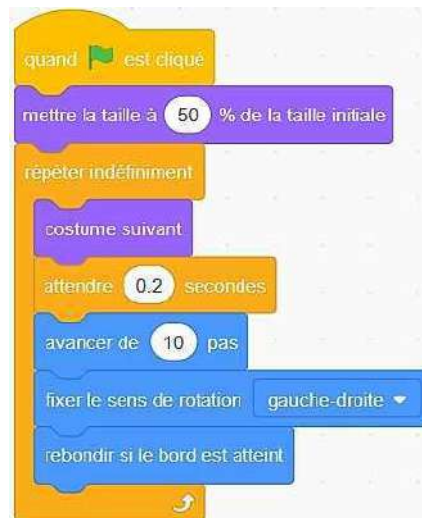 quand est cliqué
mettre la taille à 50 % de la taille initiale
répéter indéfiniment
costume suivant
attendre 0.2 secondes
avancer de 10 pas
fixer le sens de rotation gauche-droite
rebondir si le bord est atteint